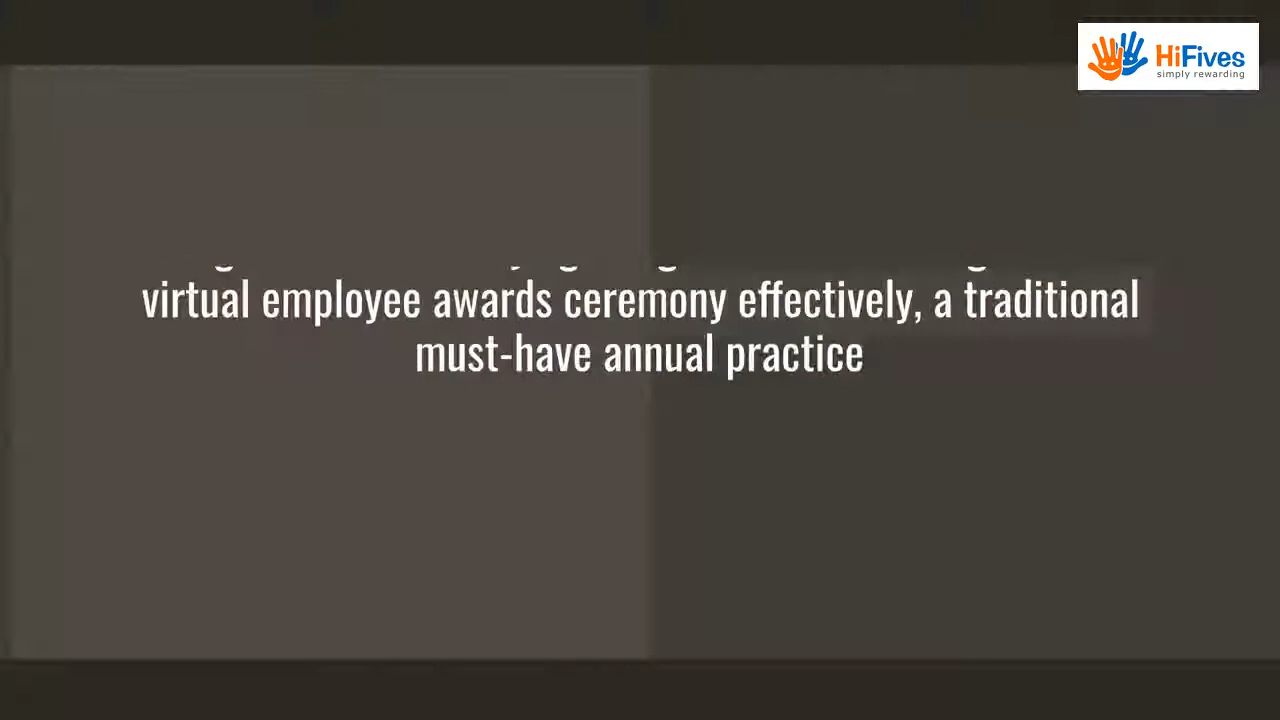 HiFives
simply rewarding
virtual employee awards ceremony effectively, a traditional
must-have annual practice